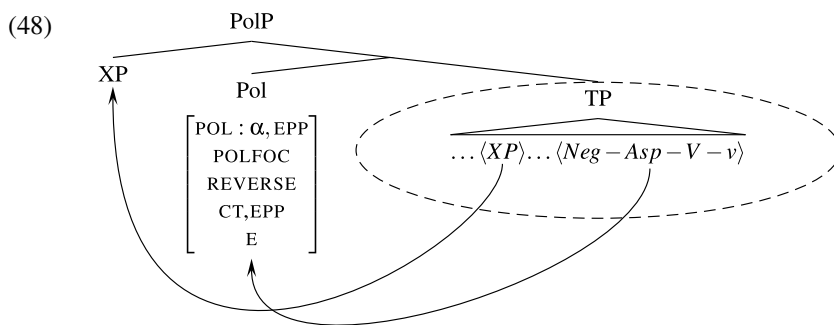 (48)
PolP
XP
Pol
TP
POL : α, EPP
POLFOC
REVERSE
CT,EPP
E
...⟨XP⟩...⟨Neg − Asp − V − v⟩